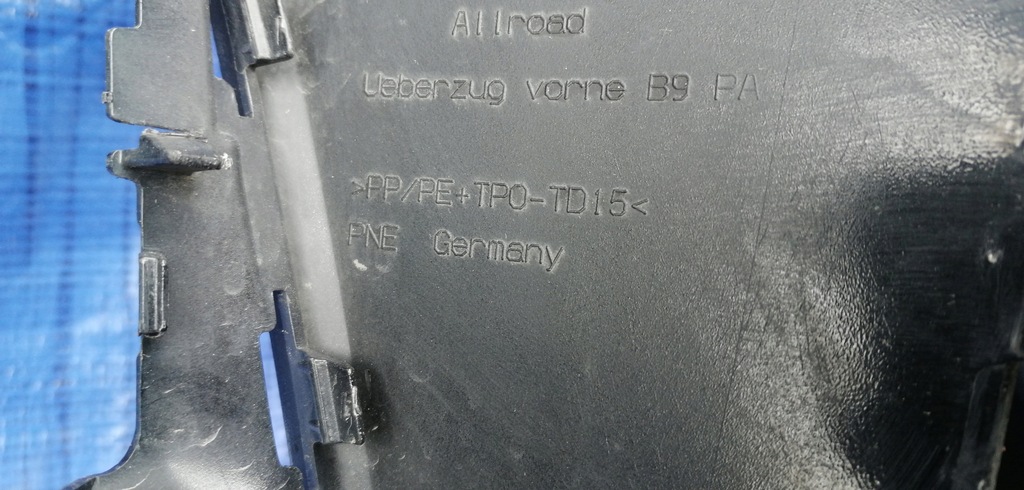 Allroad
Ueberzug vorne B9 PA
>PP/PE+TPO-TD15<
PNE Germany